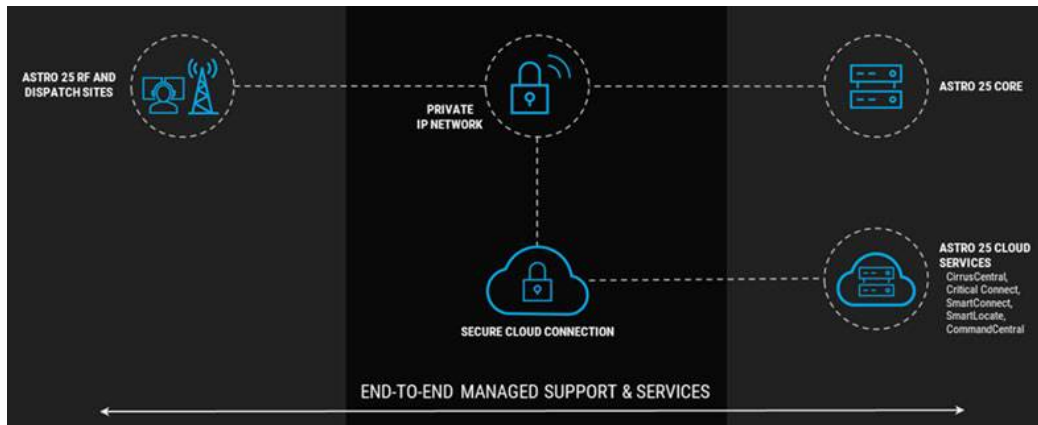 ASTRO 25 RF AND
DISPATCH SITES
PRIVATE
IP NETWORK
ASTRO 25 CORE
SECURE CLOUD CONNECTION
ASTRO 25 CLOUD
SERVICES
CirrusCentral,
Critical Connect,
SmartConnect,
SmartLocate,
CommandCentral
END-TO-END MANAGED SUPPORT & SERVICES